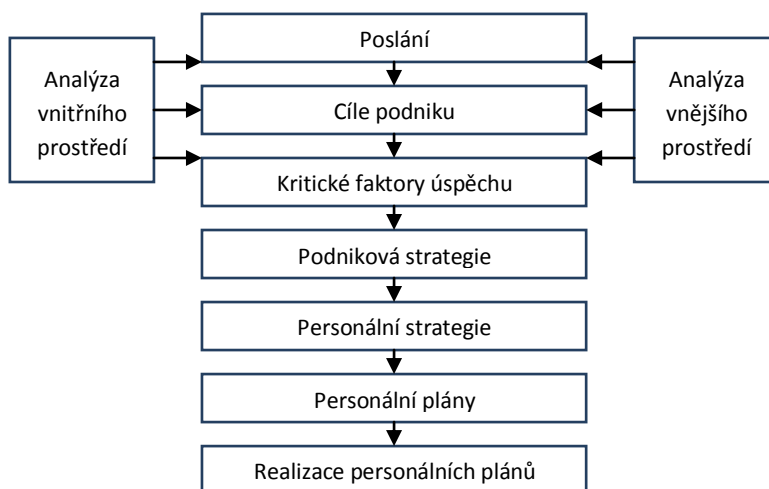 Poslání
Analýza
vnitřního
prostředí
Cíle podniku
Analýza
vnějšího
prostředí
Kritické faktory úspěchu
Podniková strategie
Personální strategie
Personální plány
Realizace personálních plánů